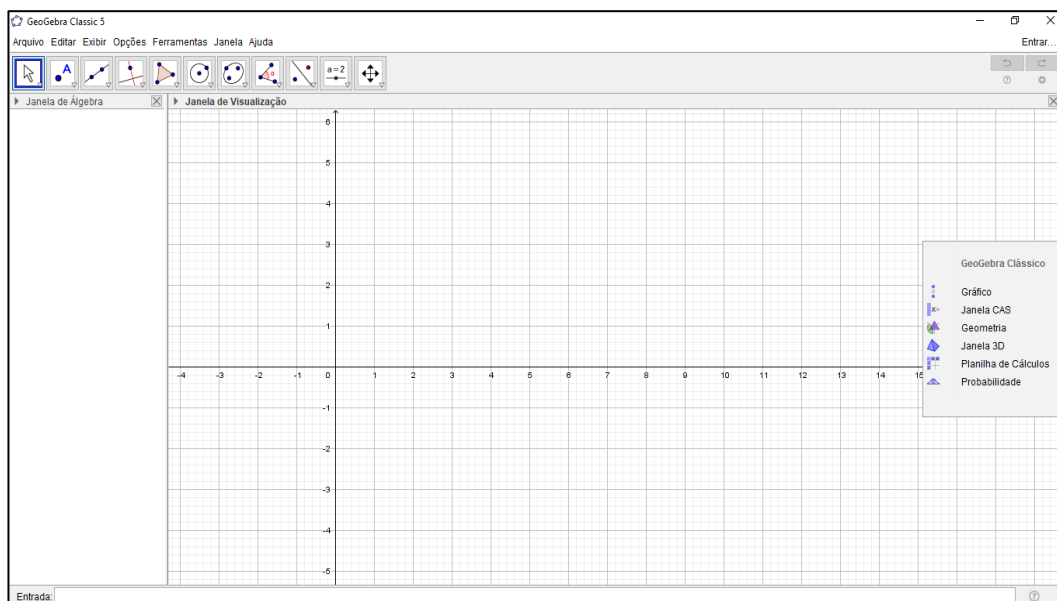 GeoGebra Classic 5
Arquivo Editar Exibir Opções Ferramentas Janela Ajuda Entrar...
A
a=2
Janela de Álgebra
Janela de Visualização
6
5
4
3
2
1
-4 -3 -2 -1 0 1 2 3 4 5 6 7 8 9 10 11 12 13 14 15
-1
-2
-3
-4
-5
GeoGebra Clássico
Gráfico
x=
Janela CAS
Geometria
Janela 3D
Planilha de Cálculos
Probabilidade
Entrada: